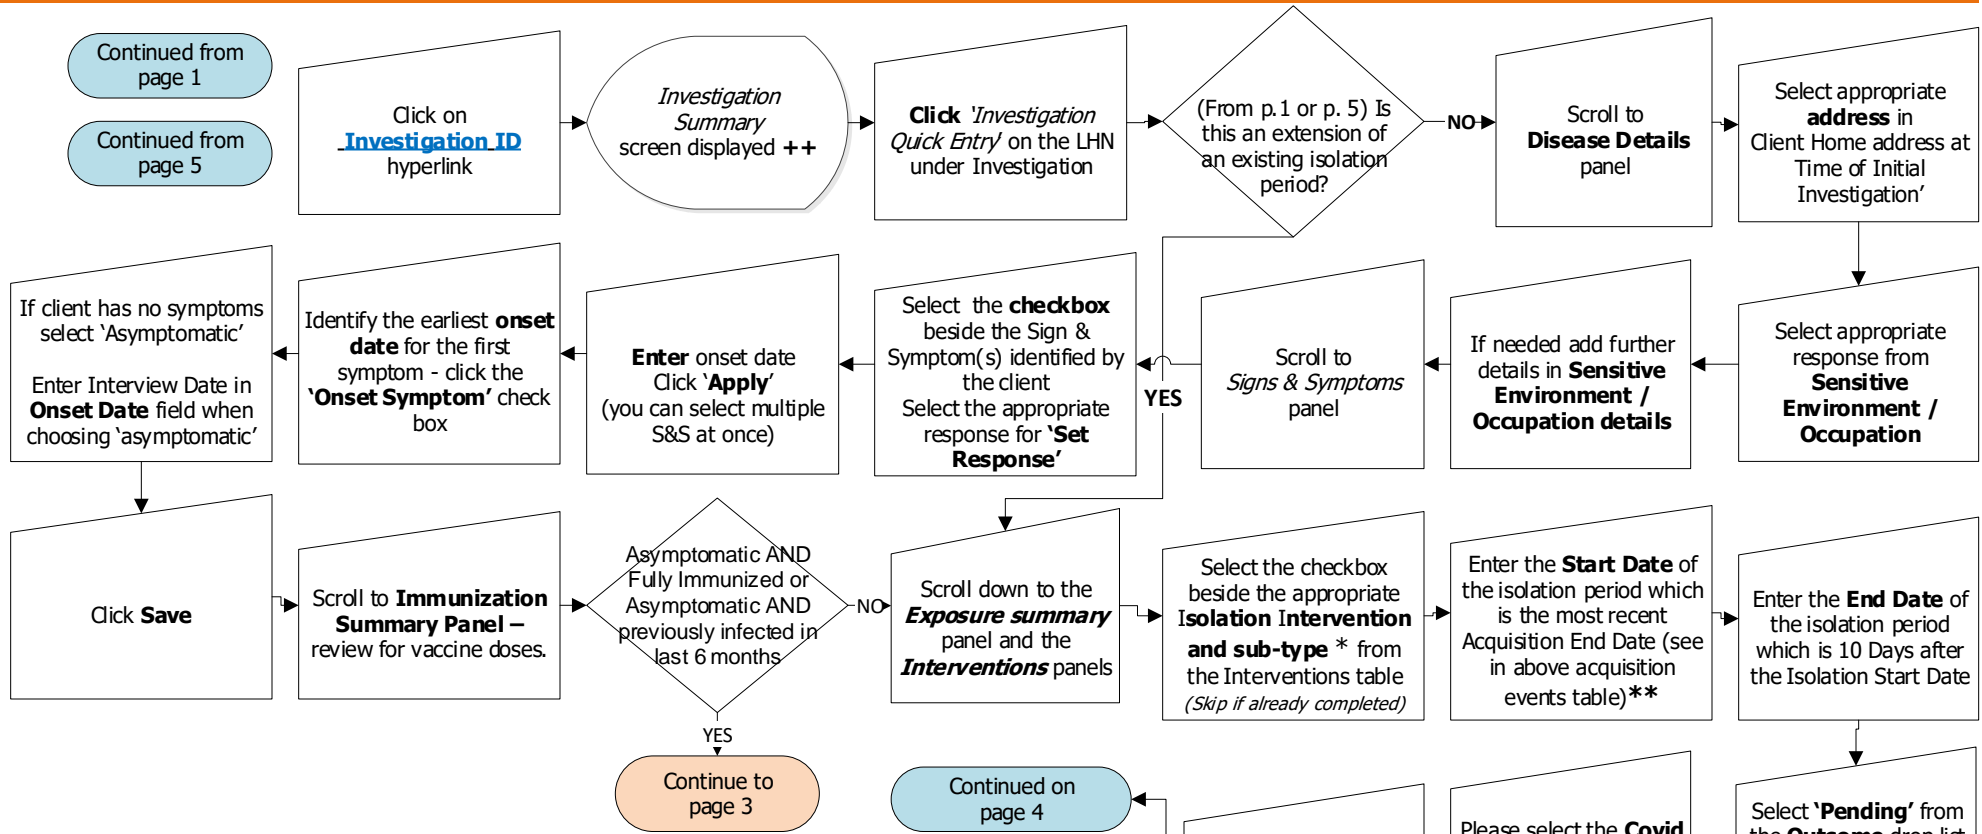 Continued from
page 1
Continued from
page 5
Click on
Investigation ID
hyperlink
Investigation
Summary
screen displayed ++
Click 'Investigation
Quick Entry' on the LHN
under Investigation
(From p.1 or p. 5) Is
this an extension of
an existing isolation
period?
NO
YES
Scroll to
Disease Details
panel
Select appropriate
address in
Client Home address at
Time of Initial
Investigation'
Select appropriate
response from
Sensitive
Environment /
Occupation
If needed add further
details in Sensitive
Environment /
Occupation details
Scroll to
Signs & Symptoms
panel
Select the checkbox
beside the Sign &
Symptom(s) identified by
the client
Select the appropriate
response for 'Set
Response'
Enter onset date
Click 'Apply'
(you can select multiple
S&S at once)
Identify the earliest onset
date for the first
symptom - click the
'Onset Symptom' check
box
If client has no symptoms
select 'Asymptomatic'
Enter Interview Date in
Onset Date field when
choosing 'asymptomatic'
Click Save
Scroll to Immunization
Summary Panel –
review for vaccine doses.
Asymptomatic AND
Fully Immunized or
Asymptomatic AND
previously infected in
last 6 months
NO
YES
Continue to
page 3
Scroll down to the
Exposure summary
panel and the
Interventions panels
Select the checkbox
beside the appropriate
Isolation Intervention
and sub-type * from
the Interventions table
(Skip if already completed)
Enter the Start Date of
the isolation period which
is the most recent
Acquisition End Date (see
in above acquisition
events table)**
Enter the End Date of
the isolation period
which is 10 Days after
the Isolation Start Date
Select 'Pending' from
the Outcome drop list
Please select the Covid
Continued on
page 4